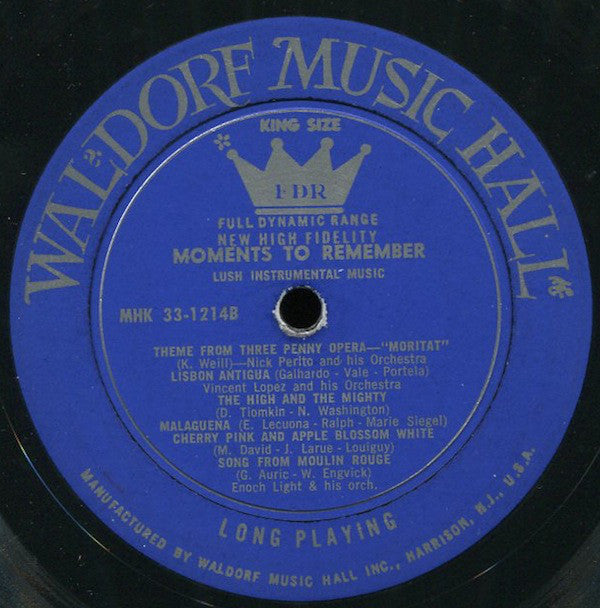 WALDORF MUSIC HALL
KING SIZE
FDR
FULL DYNAMIC RANGE
NEW HIGH FIDELITY
MOMENTS TO REMEMBER
LUSH INSTRUMENTAL MUSIC
MHK 33-1214B
THEME FROM THREE PENNY OPERA—"MORITAT"
(K. Weill)—Nick Perito and his Orchestra
LISBON ANTIGUA (Galhardo - Vale - Portela)
Vincent Lopez and his Orchestra
THE HIGH AND THE MIGHTY
(D. Tiomkin - N. Washington)
MALAGUENA (E. Lecuona - Ralph - Marie Siegel)
CHERRY PINK AND APPLE BLOSSOM WHITE
(M. David - J. Larue - Louiguy)
SONG FROM MOULIN ROUGE
(G. Auric - W. Engvick)
Enoch Light & his orch.
LONG PLAYING
MANUFACTURED BY WALDORF MUSIC HALL INC., HARRISON, N.J., U.S.A.